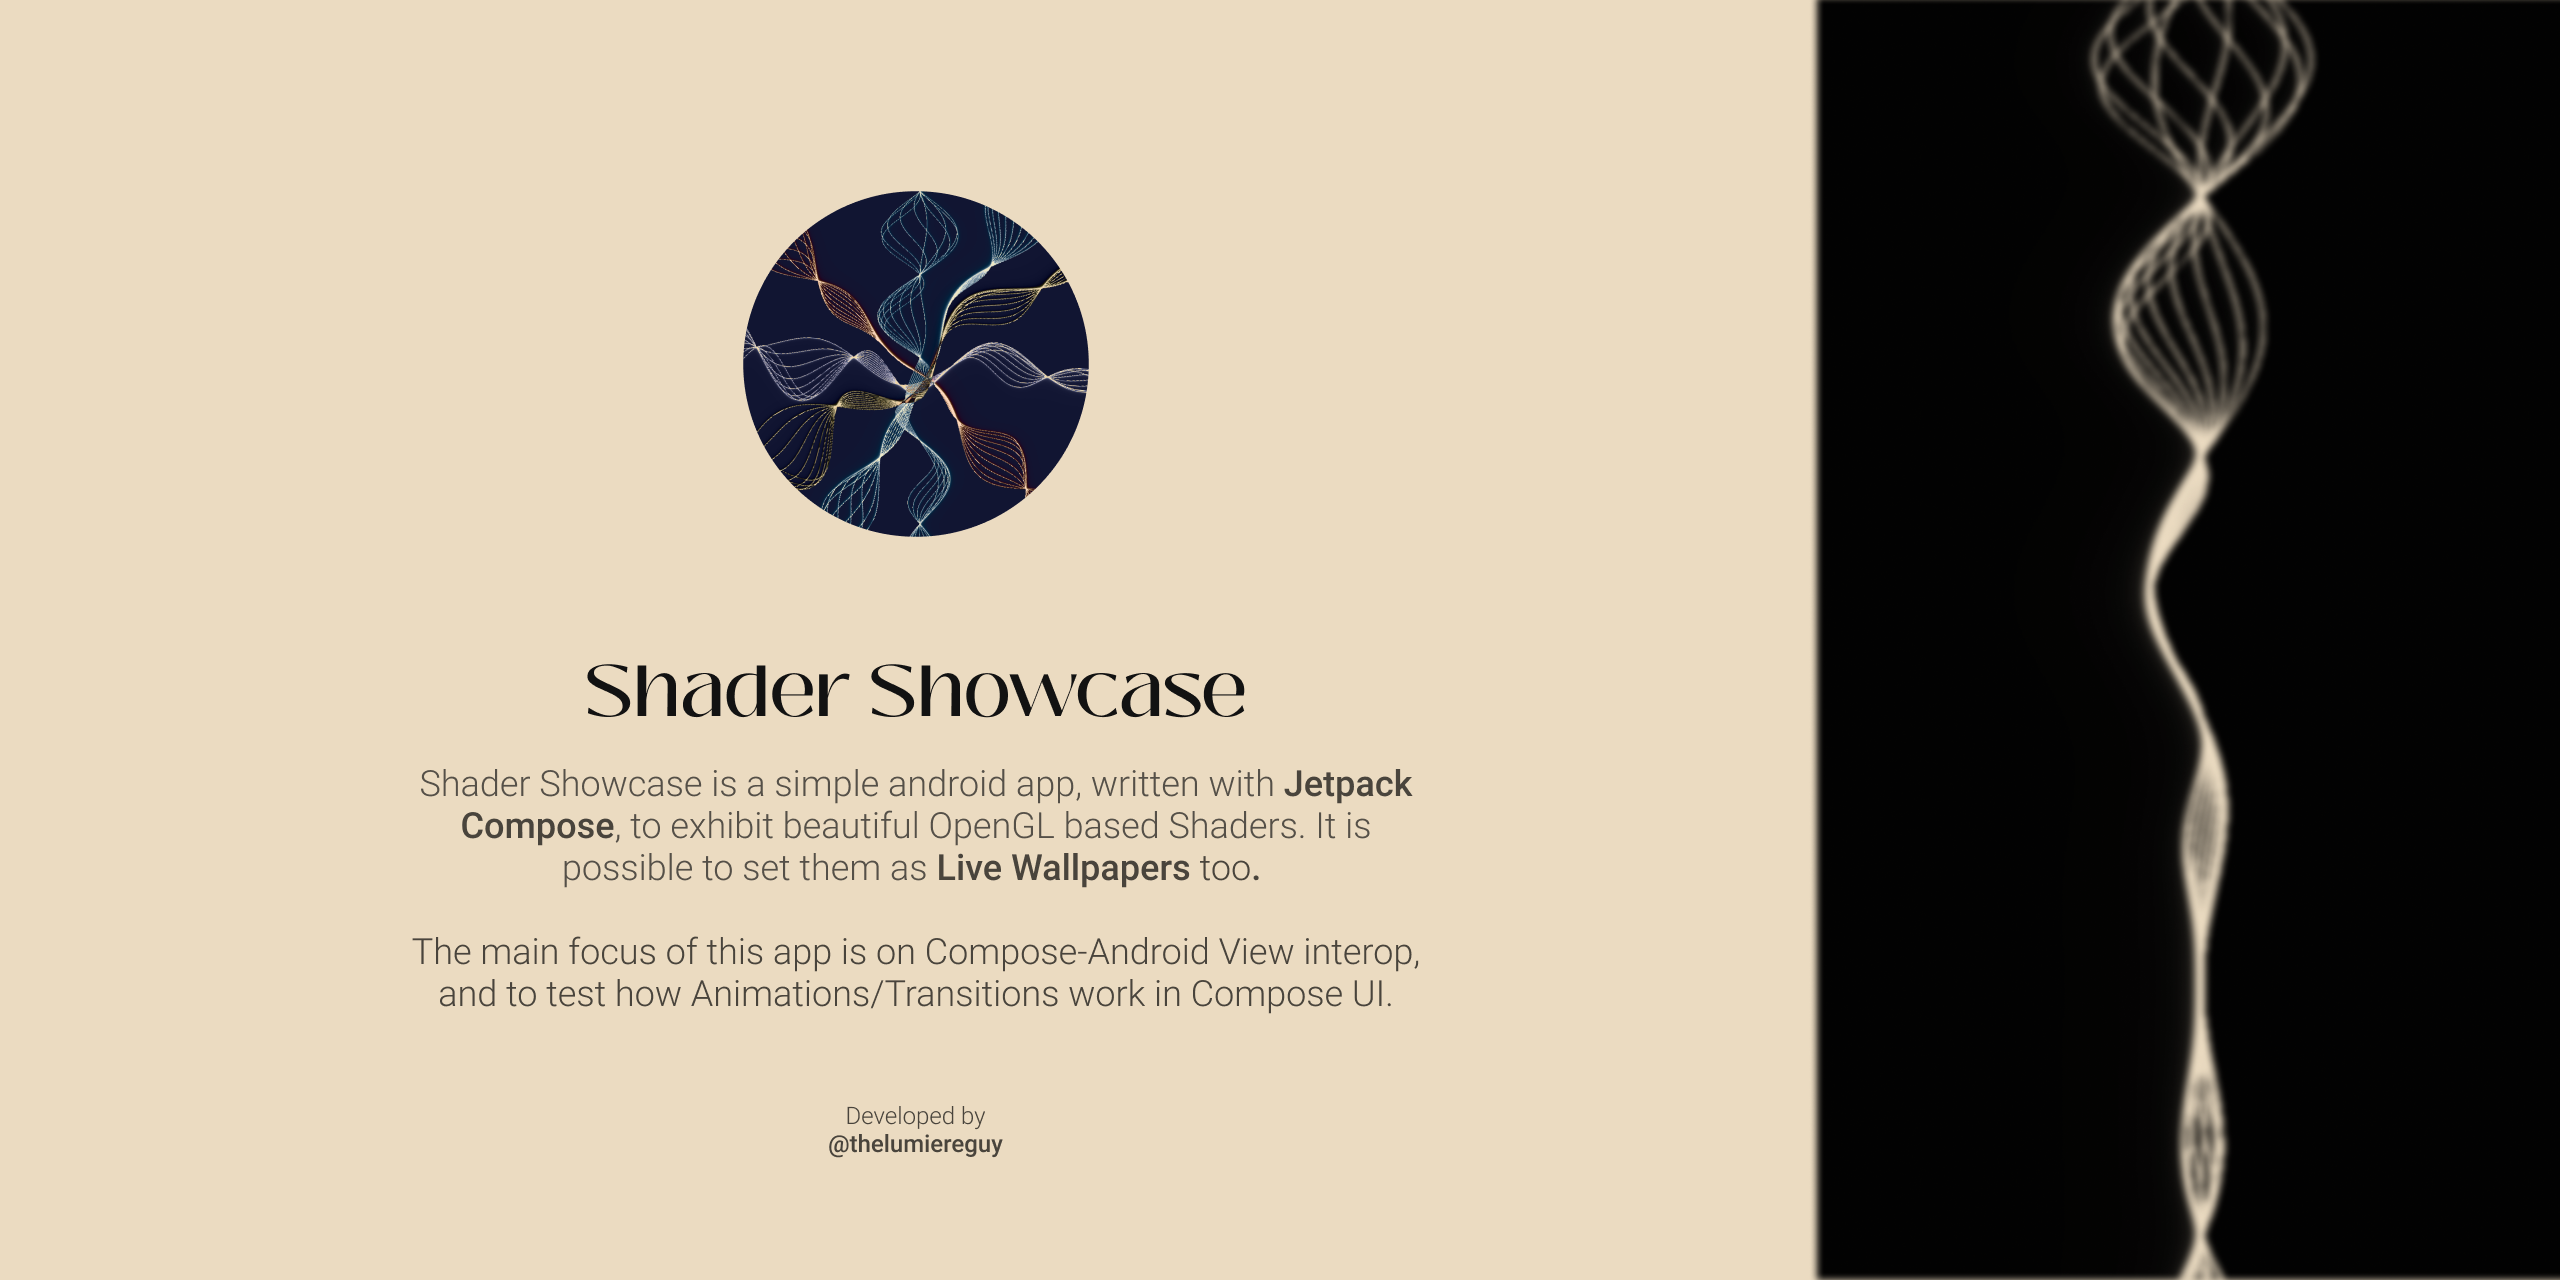 Shader Showcase
Shader Showcase is a simple android app, written with Jetpack
Compose, to exhibit beautiful OpenGL based Shaders. It is
possible to set them as Live Wallpapers too.
The main focus of this app is on Compose-Android View interop,
and to test how Animations/Transitions work in Compose UI.
Developed by
@thelumiereguy